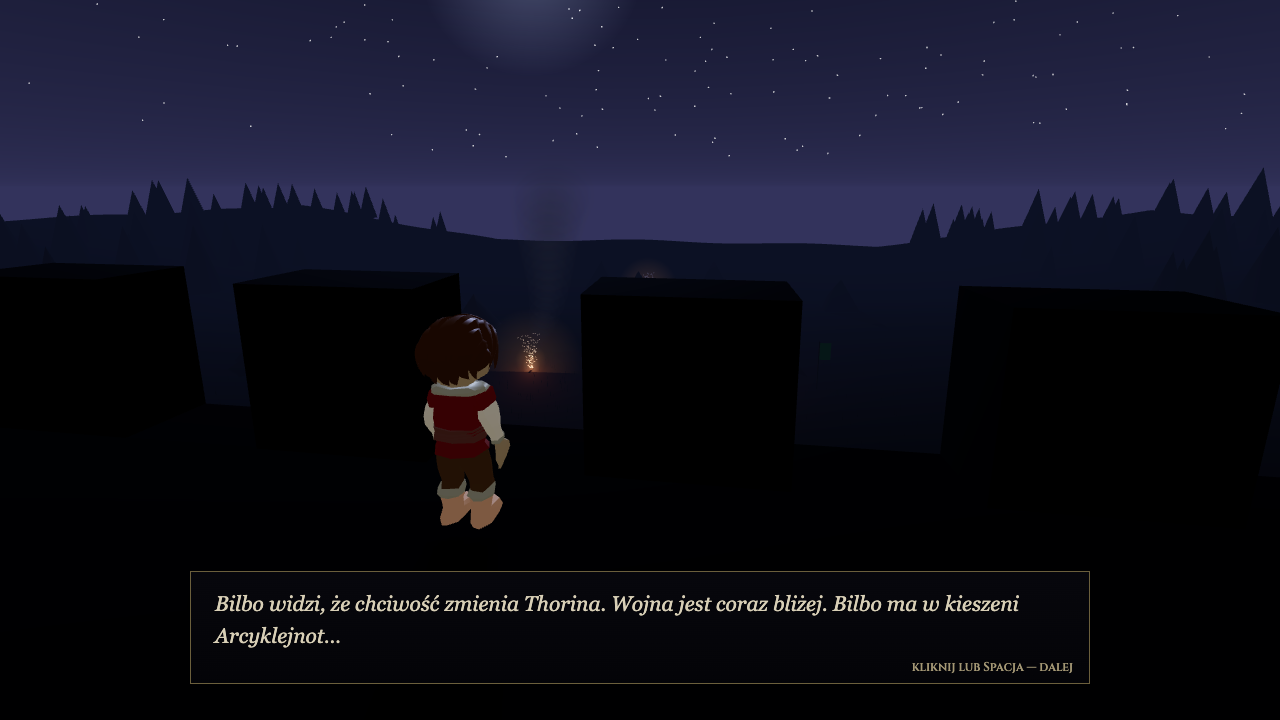 Bilbo widzi, że chciwość zmienia Thorina. Wojna jest coraz bliżej. Bilbo ma w kieszeni
Arcyklejnot...
KLIKNIJ LUB SPACJA — DALEJ